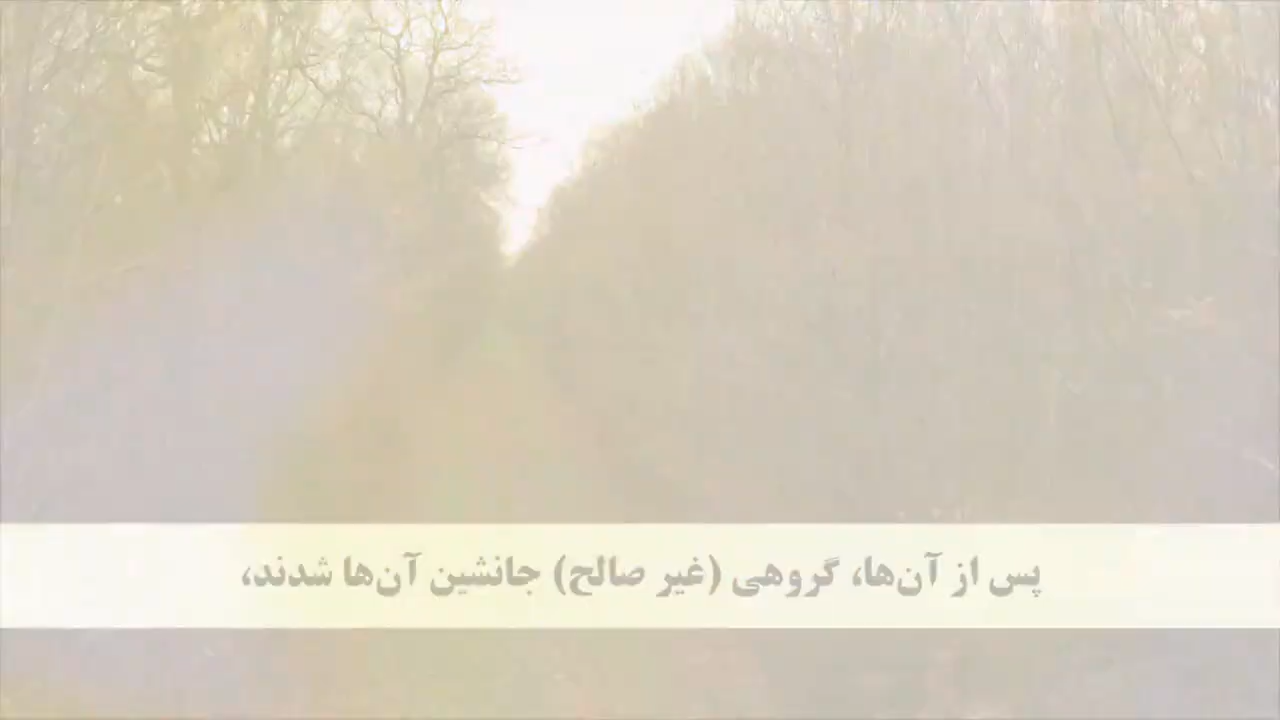 پس از آن‌ها، گروهی (غیر صالح) جانشین آن‌ها شدند،